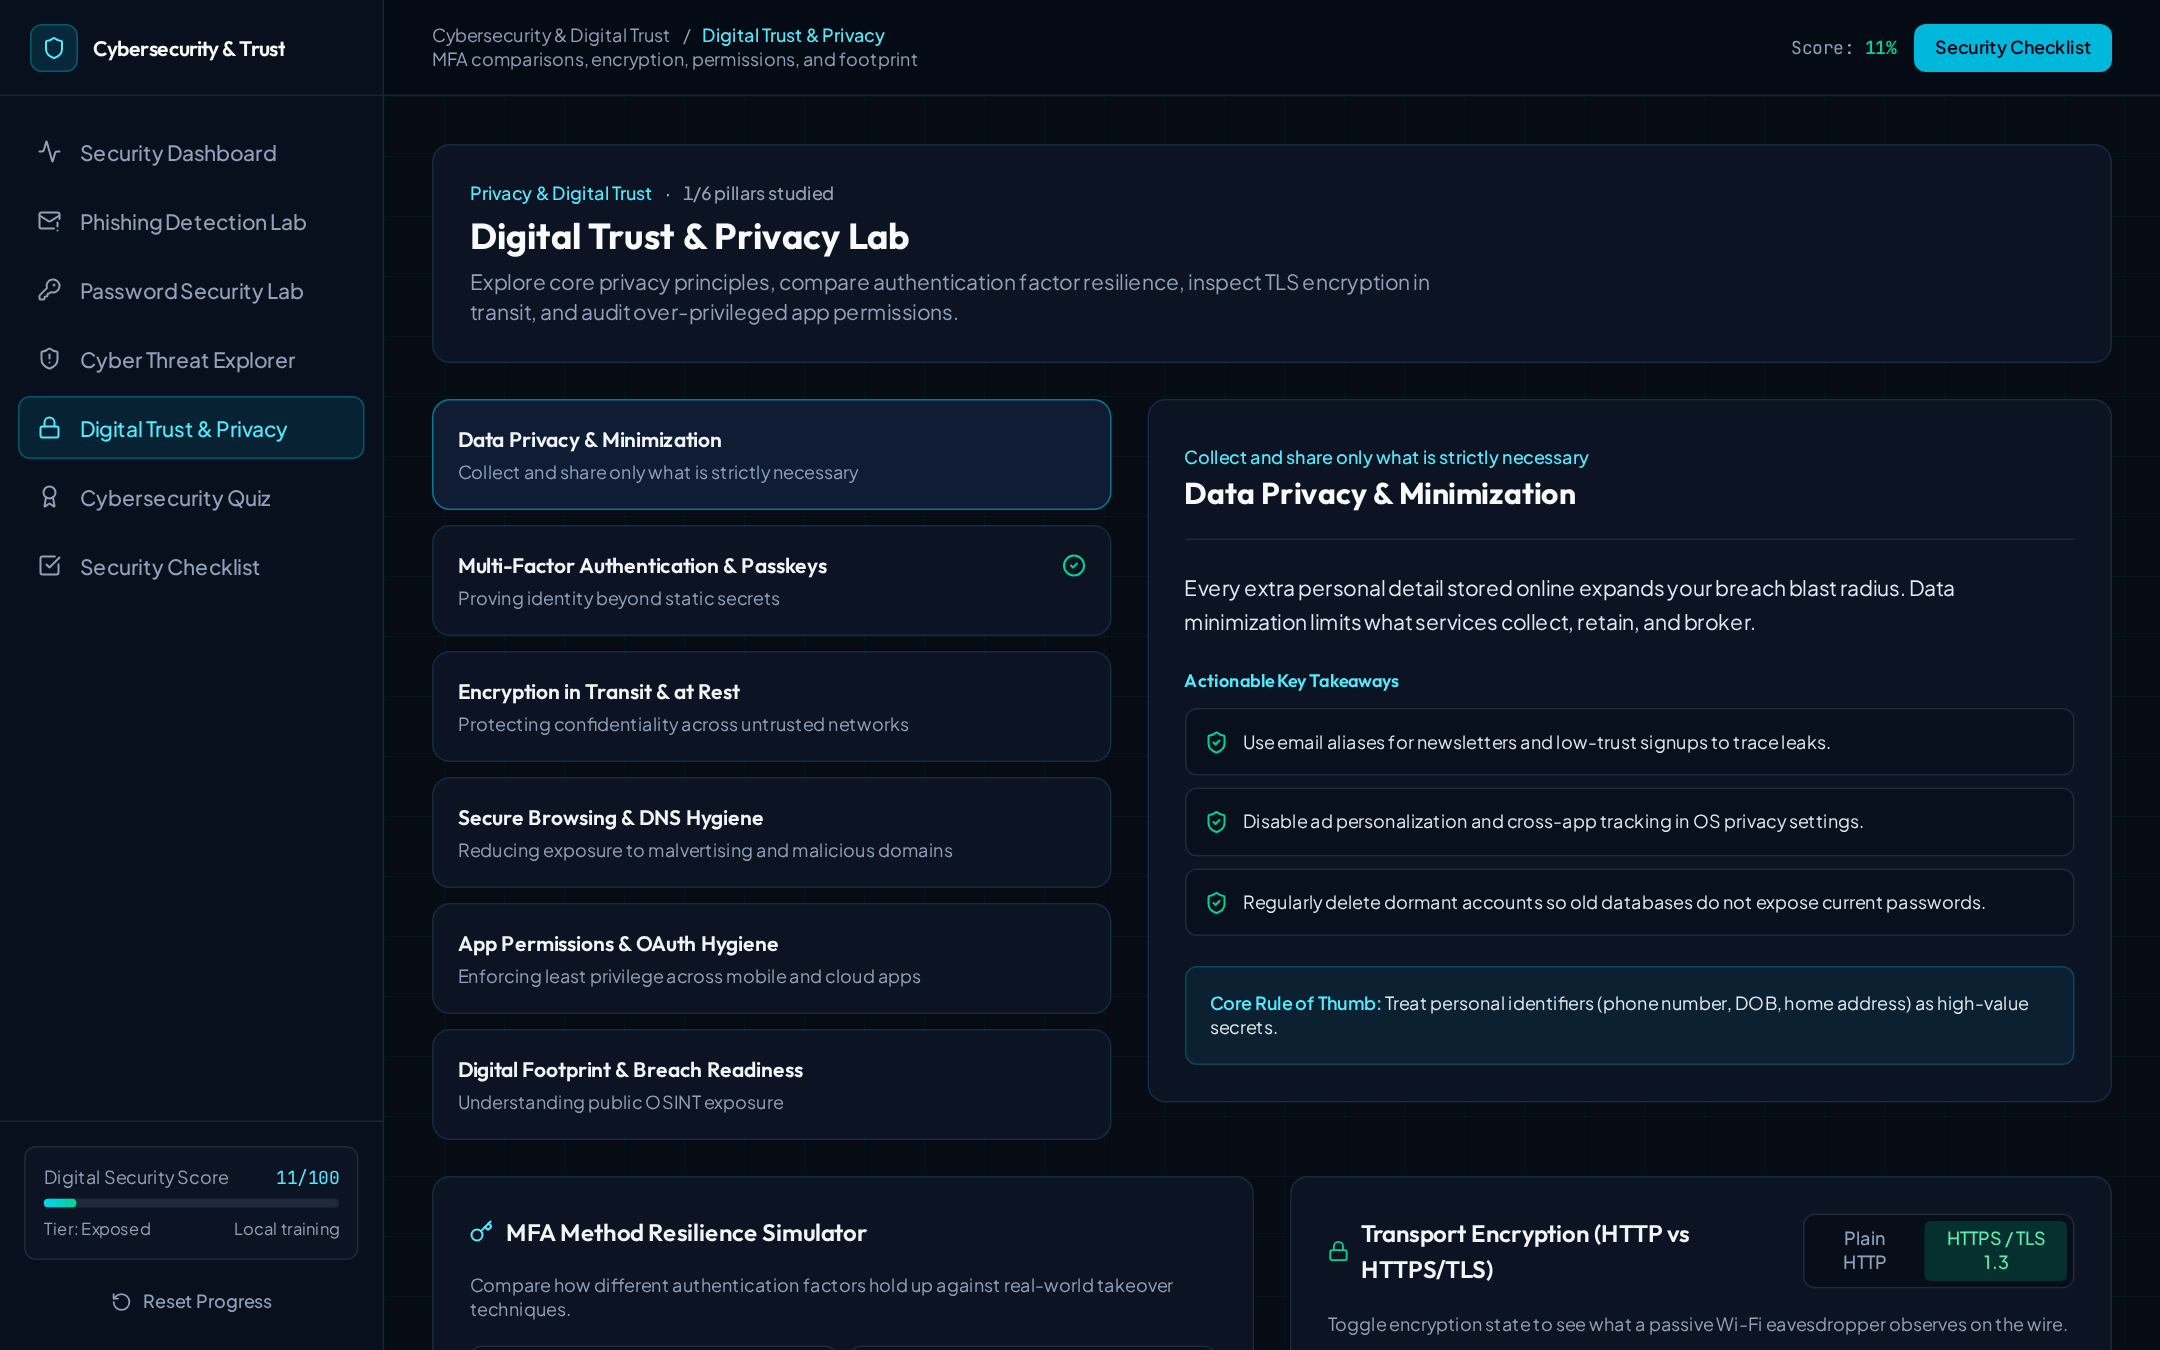 Cybersecurity & Trust
Security Dashboard
Phishing Detection Lab
Password Security Lab
Cyber Threat Explorer
Digital Trust & Privacy
Cybersecurity Quiz
Security Checklist
Digital Security Score 11/100
Tier: Exposed Local training
Reset Progress
Cybersecurity & Digital Trust / Digital Trust & Privacy
MFA comparisons, encryption, permissions, and footprint
Score: 11% Security Checklist
Privacy & Digital Trust · 1/6 pillars studied
Digital Trust & Privacy Lab
Explore core privacy principles, compare authentication factor resilience, inspect TLS encryption in
transit, and audit over-privileged app permissions.
Data Privacy & Minimization
Collect and share only what is strictly necessary
Multi-Factor Authentication & Passkeys
Proving identity beyond static secrets
Encryption in Transit & at Rest
Protecting confidentiality across untrusted networks
Secure Browsing & DNS Hygiene
Reducing exposure to malvertising and malicious domains
App Permissions & OAuth Hygiene
Enforcing least privilege across mobile and cloud apps
Digital Footprint & Breach Readiness
Understanding public OSINT exposure
Collect and share only what is strictly necessary
Data Privacy & Minimization
Every extra personal detail stored online expands your breach blast radius. Data
minimization limits what services collect, retain, and broker.
Actionable Key Takeaways
Use email aliases for newsletters and low-trust signups to trace leaks.
Disable ad personalization and cross-app tracking in OS privacy settings.
Regularly delete dormant accounts so old databases do not expose current passwords.
Core Rule of Thumb: Treat personal identifiers (phone number, DOB, home address) as high-value
secrets.
MFA Method Resilience Simulator
Compare how different authentication factors hold up against real-world takeover
techniques.
Transport Encryption (HTTP vs
HTTPS/TLS)
Plain
HTTP
HTTPS / TLS
1.3
Toggle encryption state to see what a passive Wi-Fi eavesdropper observes on the wire.